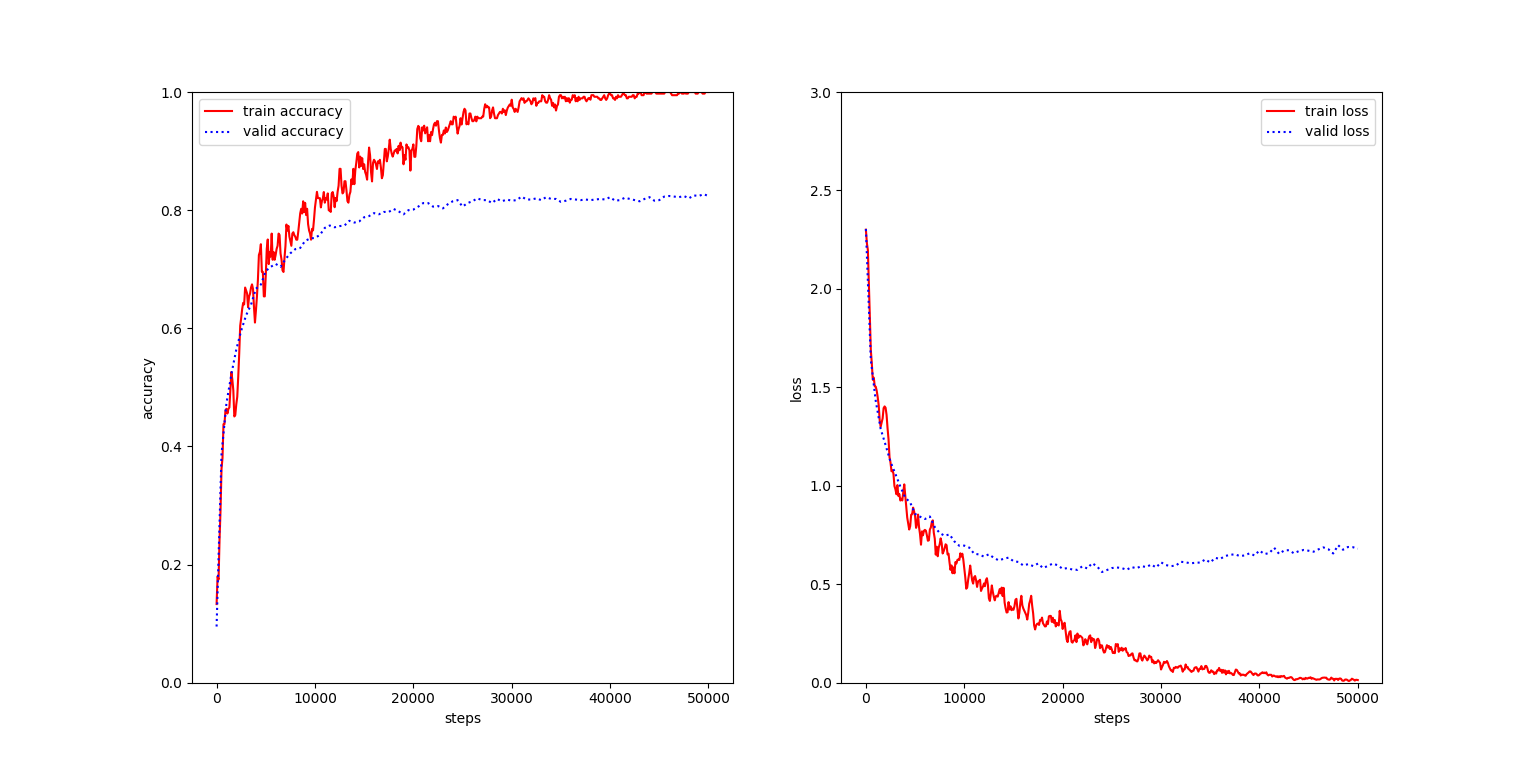 train accuracy
valid accuracy
1.0
0.8
0.6
0.4
0.2
0.0
accuracy
0 10000 20000 30000 40000 50000
steps
train loss
valid loss
3.0
2.5
2.0
1.5
1.0
0.5
0.0
loss
0 10000 20000 30000 40000 50000
steps